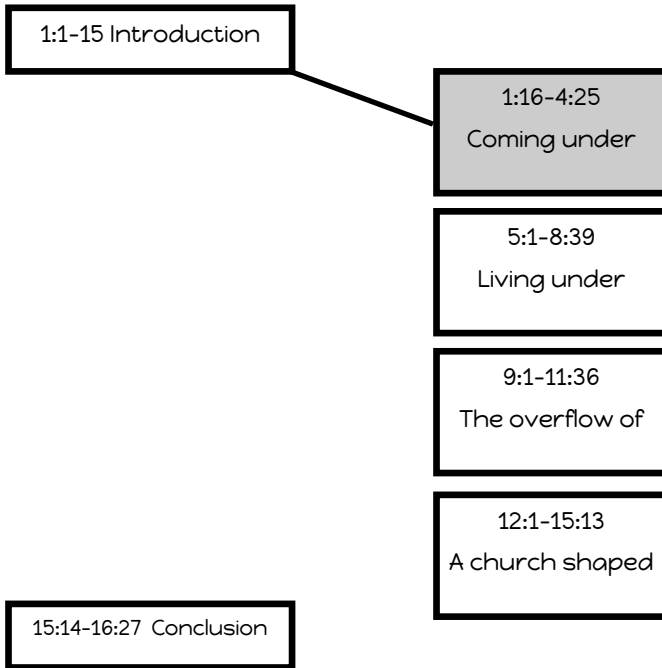 1:1-15 Introduction
1:16-4:25
Coming under
5:1-8:39
Living under
9:1-11:36
The overflow of
12:1-15:13
A church shaped
15:14-16:27 Conclusion